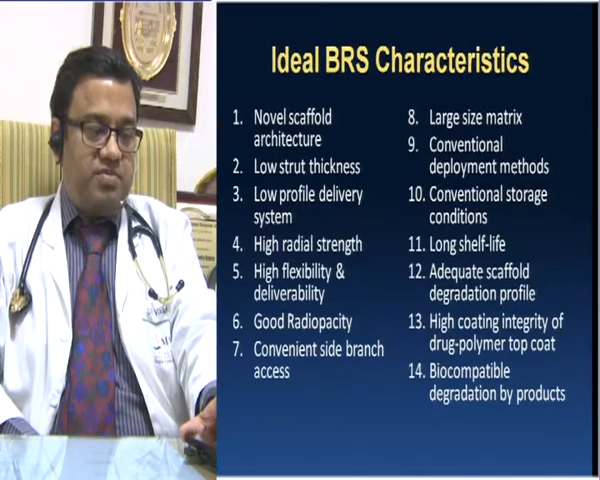 Ideal BRS Characteristics
1. Novel scaffold
architecture
2. Low strut thickness
3. Low profile delivery
system
4. High radial strength
5. High flexibility &
deliverability
6. Good Radiopacity
7. Convenient side branch
access
8. Large size matrix
9. Conventional
deployment methods
10. Conventional storage
conditions
11. Long shelf-life
12. Adequate scaffold
degradation profile
13. High coating integrity of
drug-polymer top coat
14. Biocompatible
degradation by products